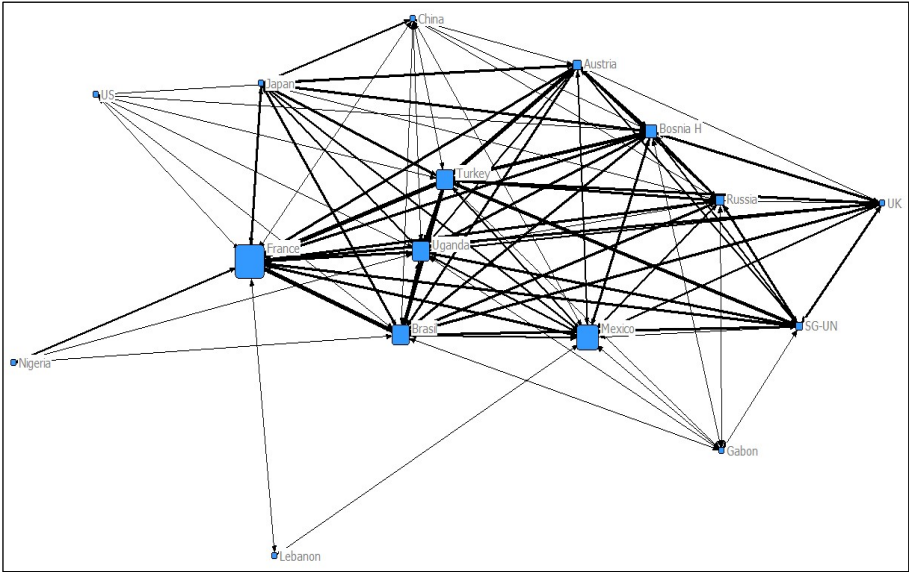 China
Austria
Japan
US
Bosnia H
Turkey
Russia
UK
Uganda
France
SG-UN
Brasil
Mexico
Nigeria
Gabon
Lebanon